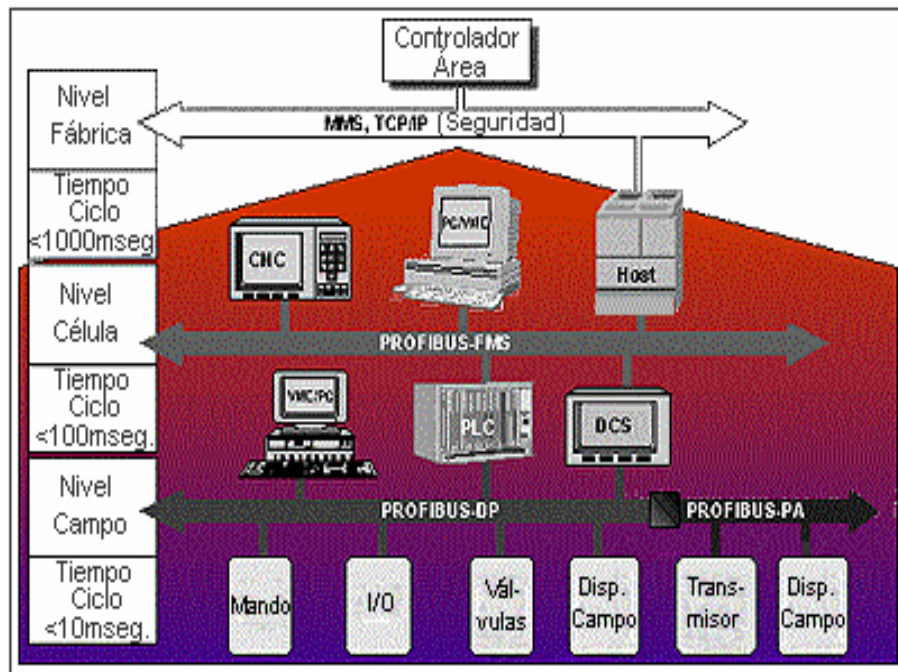 Controlador
Área
Nivel
Fábrica
MMS, TCP/IP (Seguridad)
Tiempo
Ciclo
<1000mseg.
CNC
Host
Nivel
Célula
PROFIBUS-FMS
Tiempo
Ciclo
<100mseg.
VMC/PC
PLC
DCS
Nivel
Campo
PROFIBUS-DP
PROFIBUS-PA
Tiempo
Ciclo
<10mseg.
Mando
I/O
Vál-
vulas
Disp.
Campo
Trans-
misor
Disp.
Campo